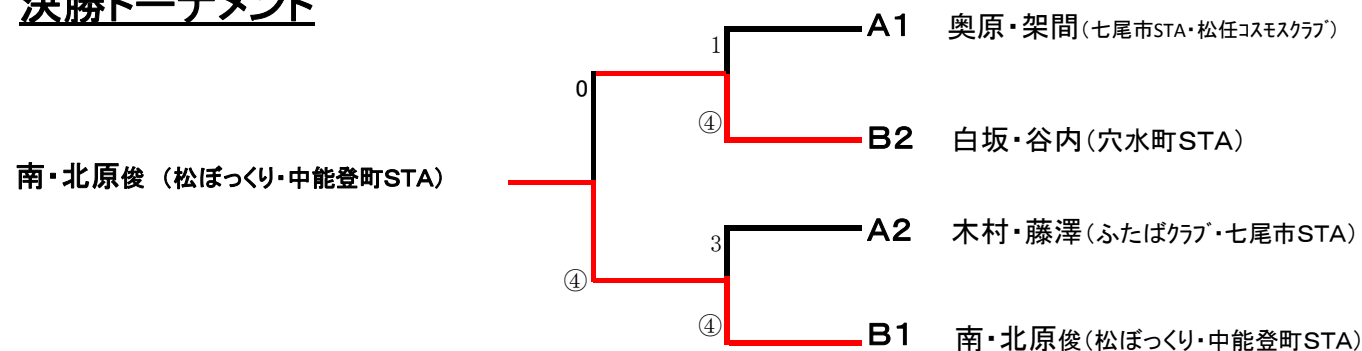 決勝トーナメント
A1 奥原・架間(七尾市STA・松任コスモスクラブ)
1
0
④
B2 白坂・谷内(穴水町STA)
南・北原俊 (松ぼっくり・中能登町STA)
A2 木村・藤澤(ふたばクラブ・七尾市STA)
3
④
④
B1 南・北原俊(松ぼっくり・中能登町STA)